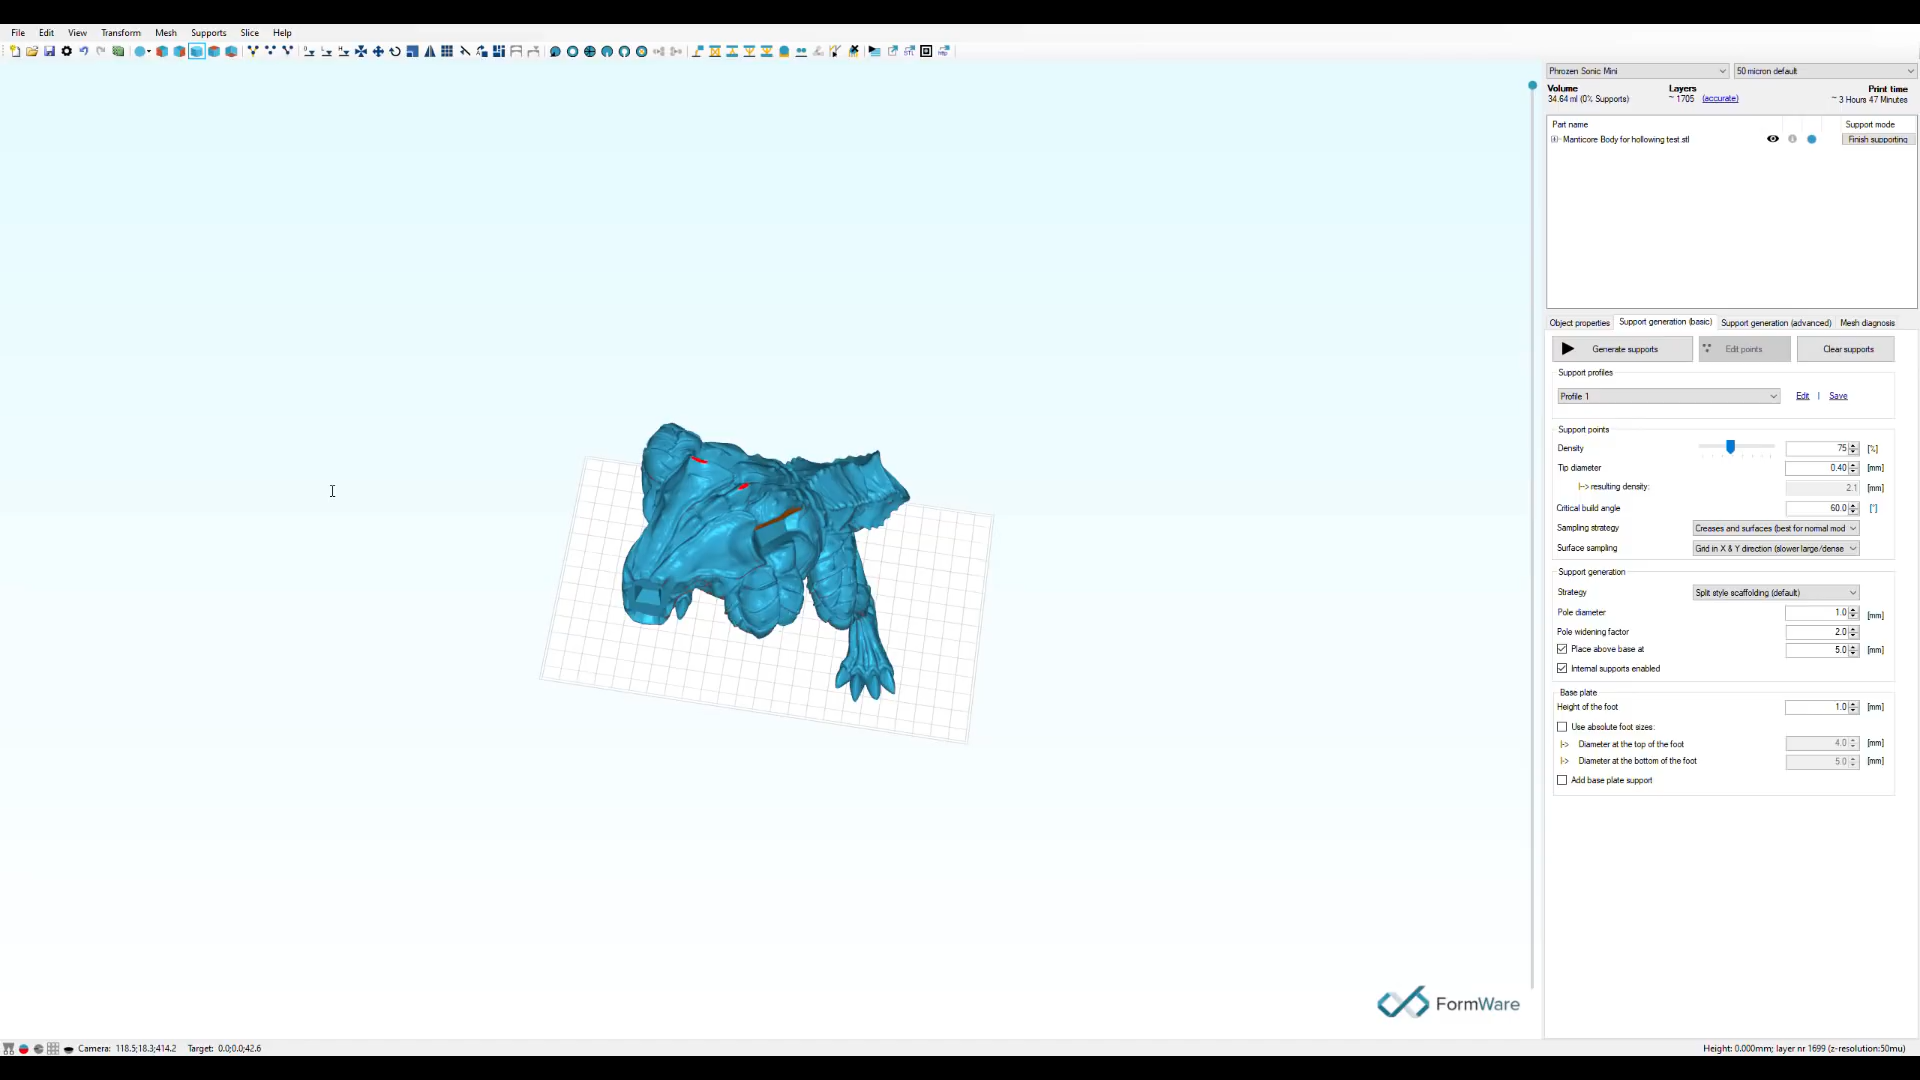 File Edit View Transform Mesh Supports Slice Help
Phrozen Sonic Mini 50 micron default
Volume Layers Print time
34.64 ml (0% Supports) ~ 1705 (accurate) ~ 3 Hours 47 Minutes
Part name Support mode
Manticore Body for hollowing test.stl Finish supporting
Object properties Support generation (basic) Support generation (advanced) Mesh diagnosis
Generate supports Edit points Clear supports
Support profiles
Profile 1 Edit | Save
Support points
Density 75 [%]
Tip diameter 0.40 [mm]
|-> resulting density: 2.1 [mm]
Critical build angle 60.0 [°]
Sampling strategy Creases and surfaces (best for normal mod
Surface sampling Grid in X & Y direction (slower large/dense
Support generation
Strategy Split style scaffolding (default)
Pole diameter 1.0 [mm]
Pole widening factor 2.0
Place above base at 5.0 [mm]
Internal supports enabled
Base plate
Height of the foot 1.0 [mm]
Use absolute foot sizes:
|-> Diameter at the top of the foot 4.0 [mm]
|-> Diameter at the bottom of the foot 5.0 [mm]
Add base plate support
FormWare
Camera: 118.5;18.3;414.2 Target: 0.0;0.0;42.6 Height: 0.000mm; layer nr 1699 (z-resolution:50mu)